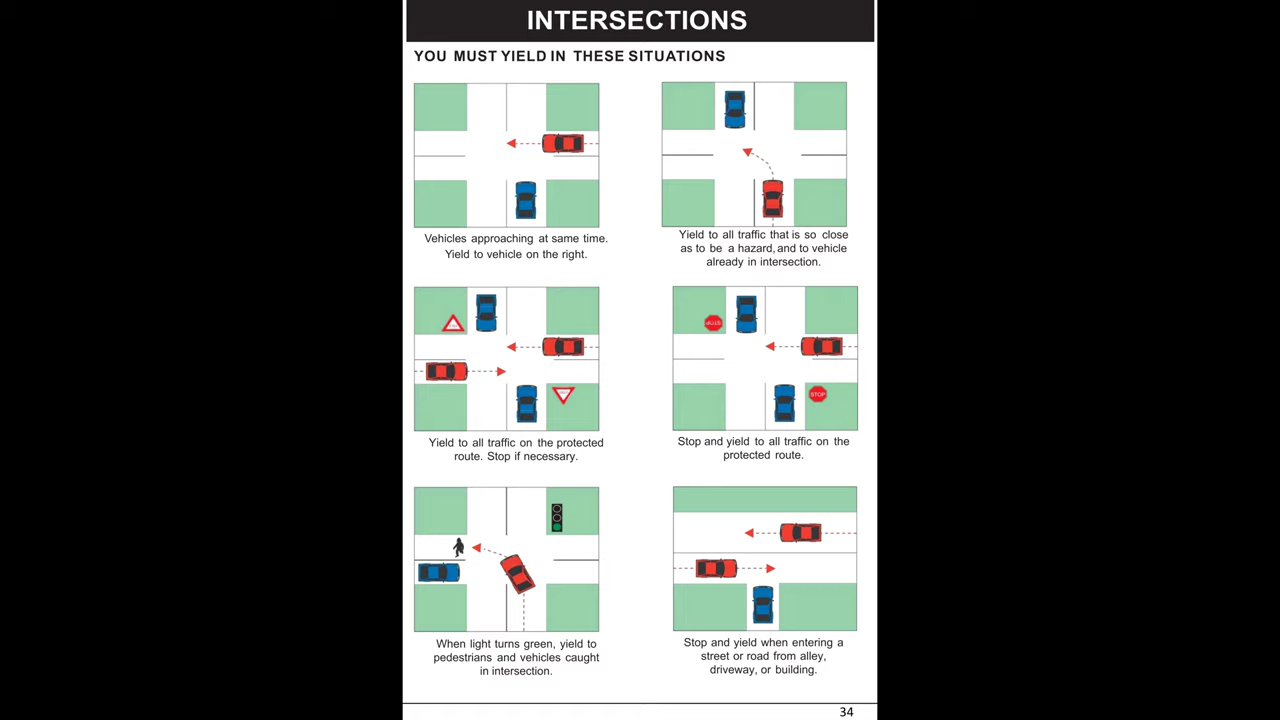 INTERSECTIONS
YOU MUST YIELD IN THESE SITUATIONS
Vehicles approaching at same time.
Yield to vehicle on the right.
Yield to all traffic that is so close
as to be a hazard, and to vehicle
already in intersection.
STOP
STOP
Yield to all traffic on the protected
route. Stop if necessary.
Stop and yield to all traffic on the
protected route.
When light turns green, yield to
pedestrians and vehicles caught
in intersection.
Stop and yield when entering a
street or road from alley,
driveway, or building.
34